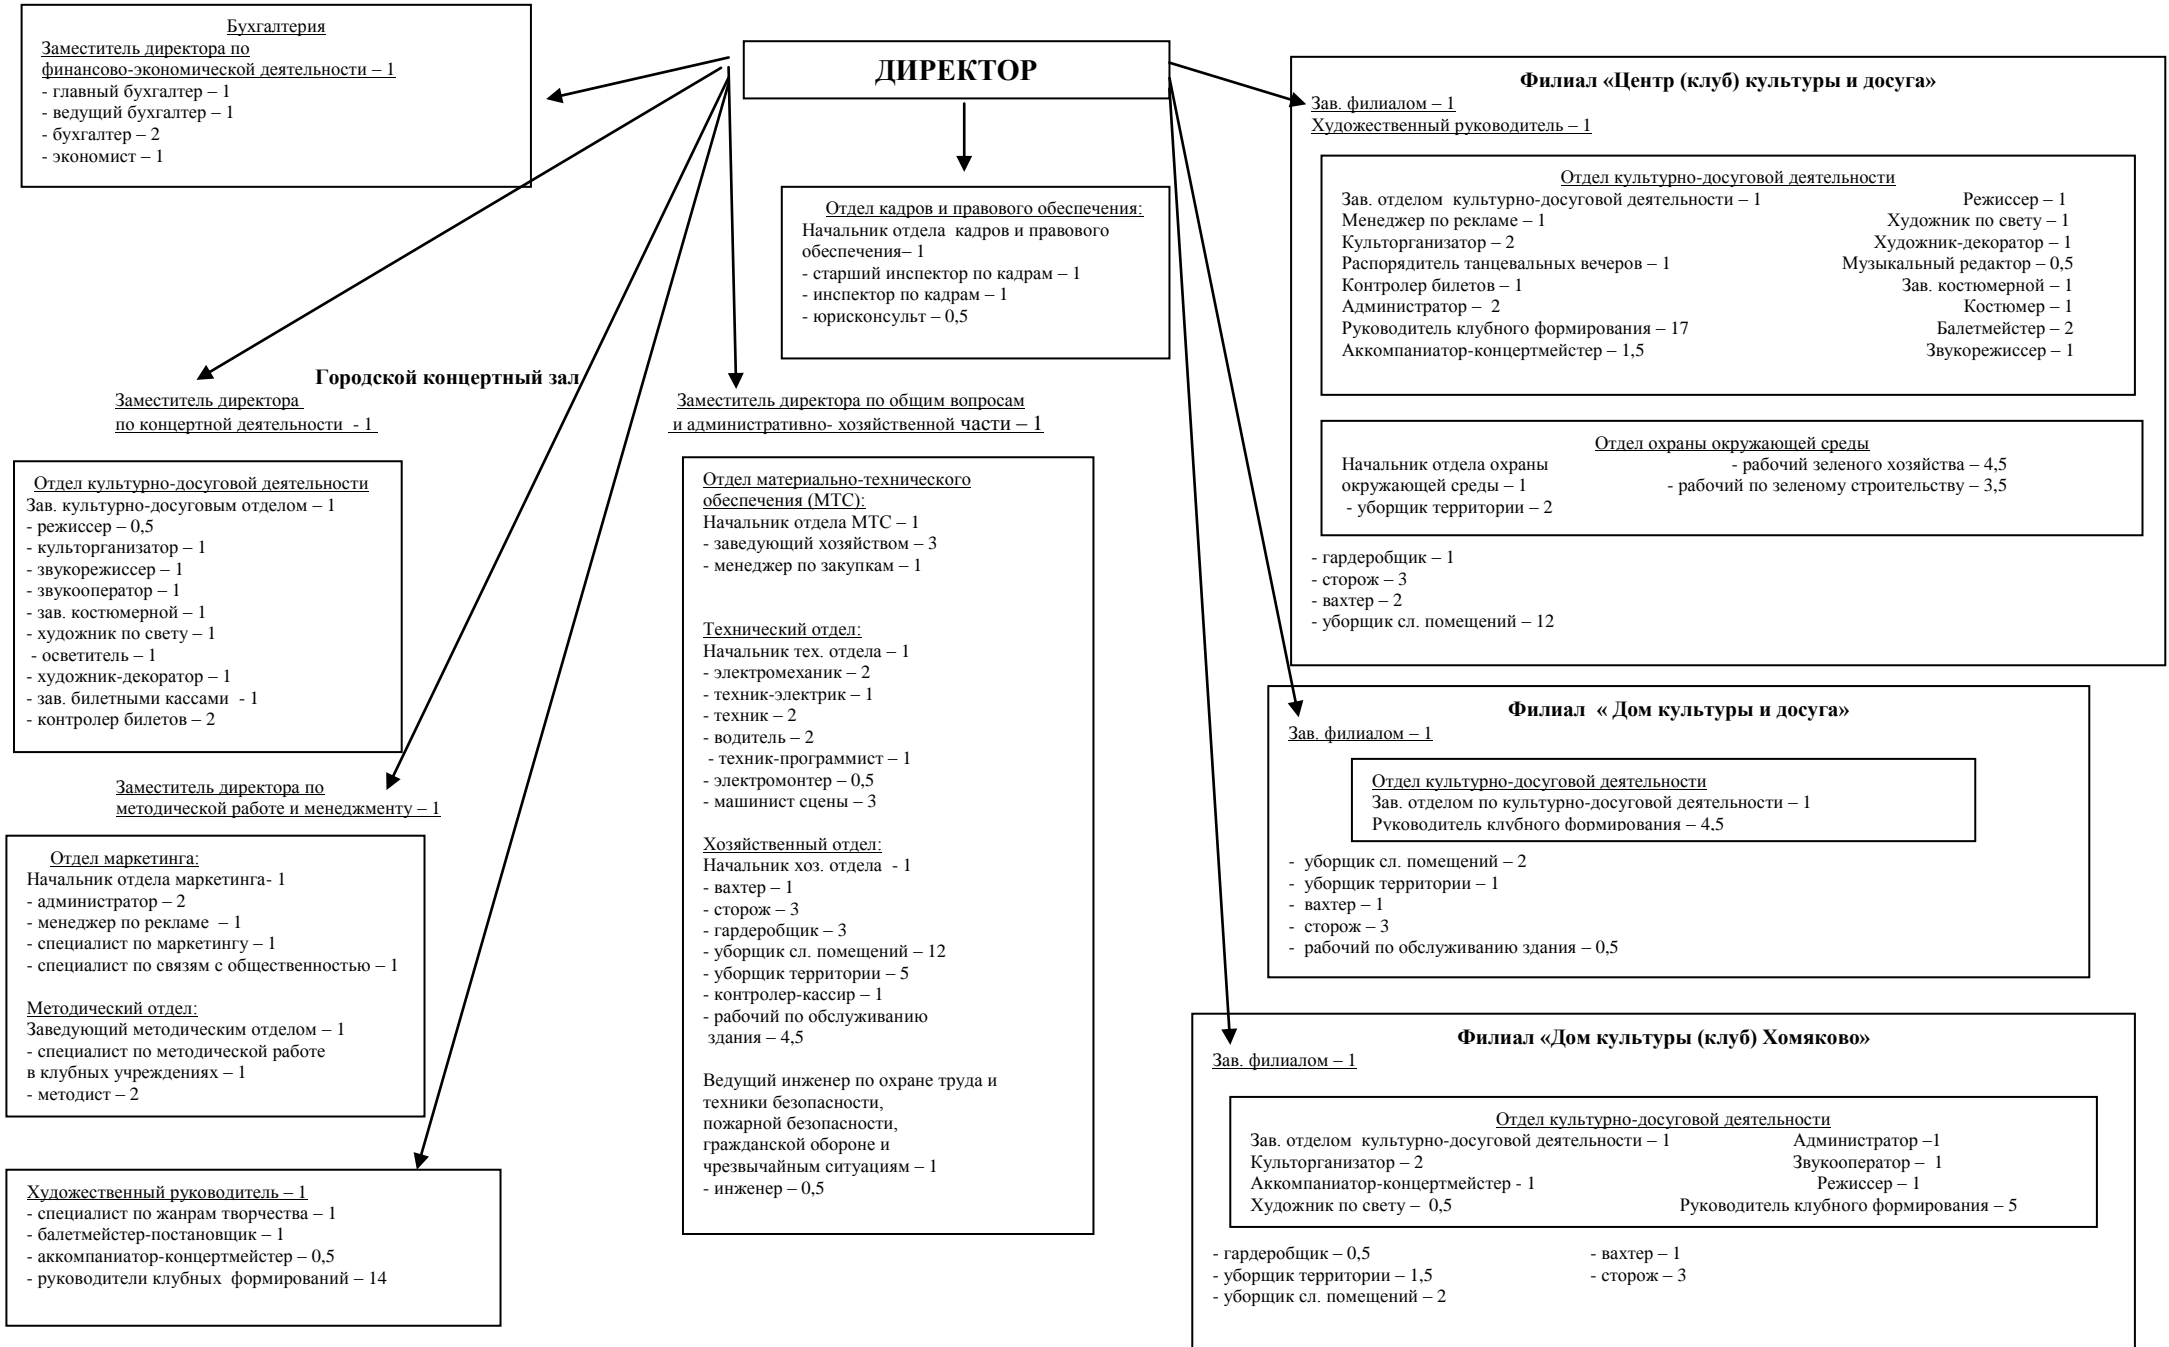 Бухгалтерия
Заместитель директора по
финансово-экономической деятельности – 1
- главный бухгалтер – 1
- ведущий бухгалтер – 1
- бухгалтер – 2
- экономист – 1
ДИРЕКТОР
Отдел кадров и правового обеспечения:
Начальник отдела кадров и правового
обеспечения– 1
- старший инспектор по кадрам – 1
- инспектор по кадрам – 1
- юрисконсульт – 0,5
Городской концертный зал
Заместитель директора
по концертной деятельности - 1
Отдел культурно-досуговой деятельности
Зав. культурно-досуговым отделом – 1
- режиссер – 0,5
- культорганизатор – 1
- звукорежиссер – 1
- звукооператор – 1
- зав. костюмерной – 1
- художник по свету – 1
- осветитель – 1
- художник-декоратор – 1
- зав. билетными кассами - 1
- контролер билетов – 2
Заместитель директора по
методической работе и менеджменту – 1
Отдел маркетинга:
Начальник отдела маркетинга- 1
- администратор – 2
- менеджер по рекламе – 1
- специалист по маркетингу – 1
- специалист по связям с общественностью – 1
Методический отдел:
Заведующий методическим отделом – 1
- специалист по методической работе
в клубных учреждениях – 1
- методист – 2
Художественный руководитель – 1
- специалист по жанрам творчества – 1
- балетмейстер-постановщик – 1
- аккомпаниатор-концертмейстер – 0,5
- руководители клубных формирований – 14
Заместитель директора по общим вопросам
и административно- хозяйственной части – 1
Отдел материально-технического
обеспечения (МТС):
Начальник отдела МТС – 1
- заведующий хозяйством – 3
- менеджер по закупкам – 1
Технический отдел:
Начальник тех. отдела – 1
- электромеханик – 2
- техник-электрик – 1
- техник – 2
- водитель – 2
- техник-программист – 1
- электромонтер – 0,5
- машинист сцены – 3
Хозяйственный отдел:
Начальник хоз. отдела - 1
- вахтер – 1
- сторож – 3
- гардеробщик – 3
- уборщик сл. помещений – 12
- уборщик территории – 5
- контролер-кассир – 1
- рабочий по обслуживанию
здания – 4,5
Ведущий инженер по охране труда и
техники безопасности,
пожарной безопасности,
гражданской обороне и
чрезвычайным ситуациям – 1
- инженер – 0,5
Филиал «Центр (клуб) культуры и досуга»
Зав. филиалом – 1
Художественный руководитель – 1
Отдел культурно-досуговой деятельности
Зав. отделом культурно-досуговой деятельности – 1 Режиссер – 1
Менеджер по рекламе – 1 Художник по свету – 1
Культорганизатор – 2 Художник-декоратор – 1
Распорядитель танцевальных вечеров – 1 Музыкальный редактор – 0,5
Контролер билетов – 1 Зав. костюмерной – 1
Администратор – 2 Костюмер – 1
Руководитель клубного формирования – 17 Балетмейстер – 2
Аккомпаниатор-концертмейстер – 1,5 Звукорежиссер – 1
Отдел охраны окружающей среды
Начальник отдела охраны - рабочий зеленого хозяйства – 4,5
окружающей среды – 1 - рабочий по зеленому строительству – 3,5
- уборщик территории – 2
- гардеробщик – 1
- сторож – 3
- вахтер – 2
- уборщик сл. помещений – 12
Филиал « Дом культуры и досуга»
Зав. филиалом – 1
Отдел культурно-досуговой деятельности
Зав. отделом по культурно-досуговой деятельности – 1
Руководитель клубного формирования – 4,5
- уборщик сл. помещений – 2
- уборщик территории – 1
- вахтер – 1
- сторож – 3
- рабочий по обслуживанию здания – 0,5
Филиал «Дом культуры (клуб) Хомяково»
Зав. филиалом – 1
Отдел культурно-досуговой деятельности
Зав. отделом культурно-досуговой деятельности – 1 Администратор –1
Культорганизатор – 2 Звукооператор – 1
Аккомпаниатор-концертмейстер - 1 Режиссер – 1
Художник по свету – 0,5 Руководитель клубного формирования – 5
- гардеробщик – 0,5 - вахтер – 1
- уборщик территории – 1,5 - сторож – 3
- уборщик сл. помещений – 2